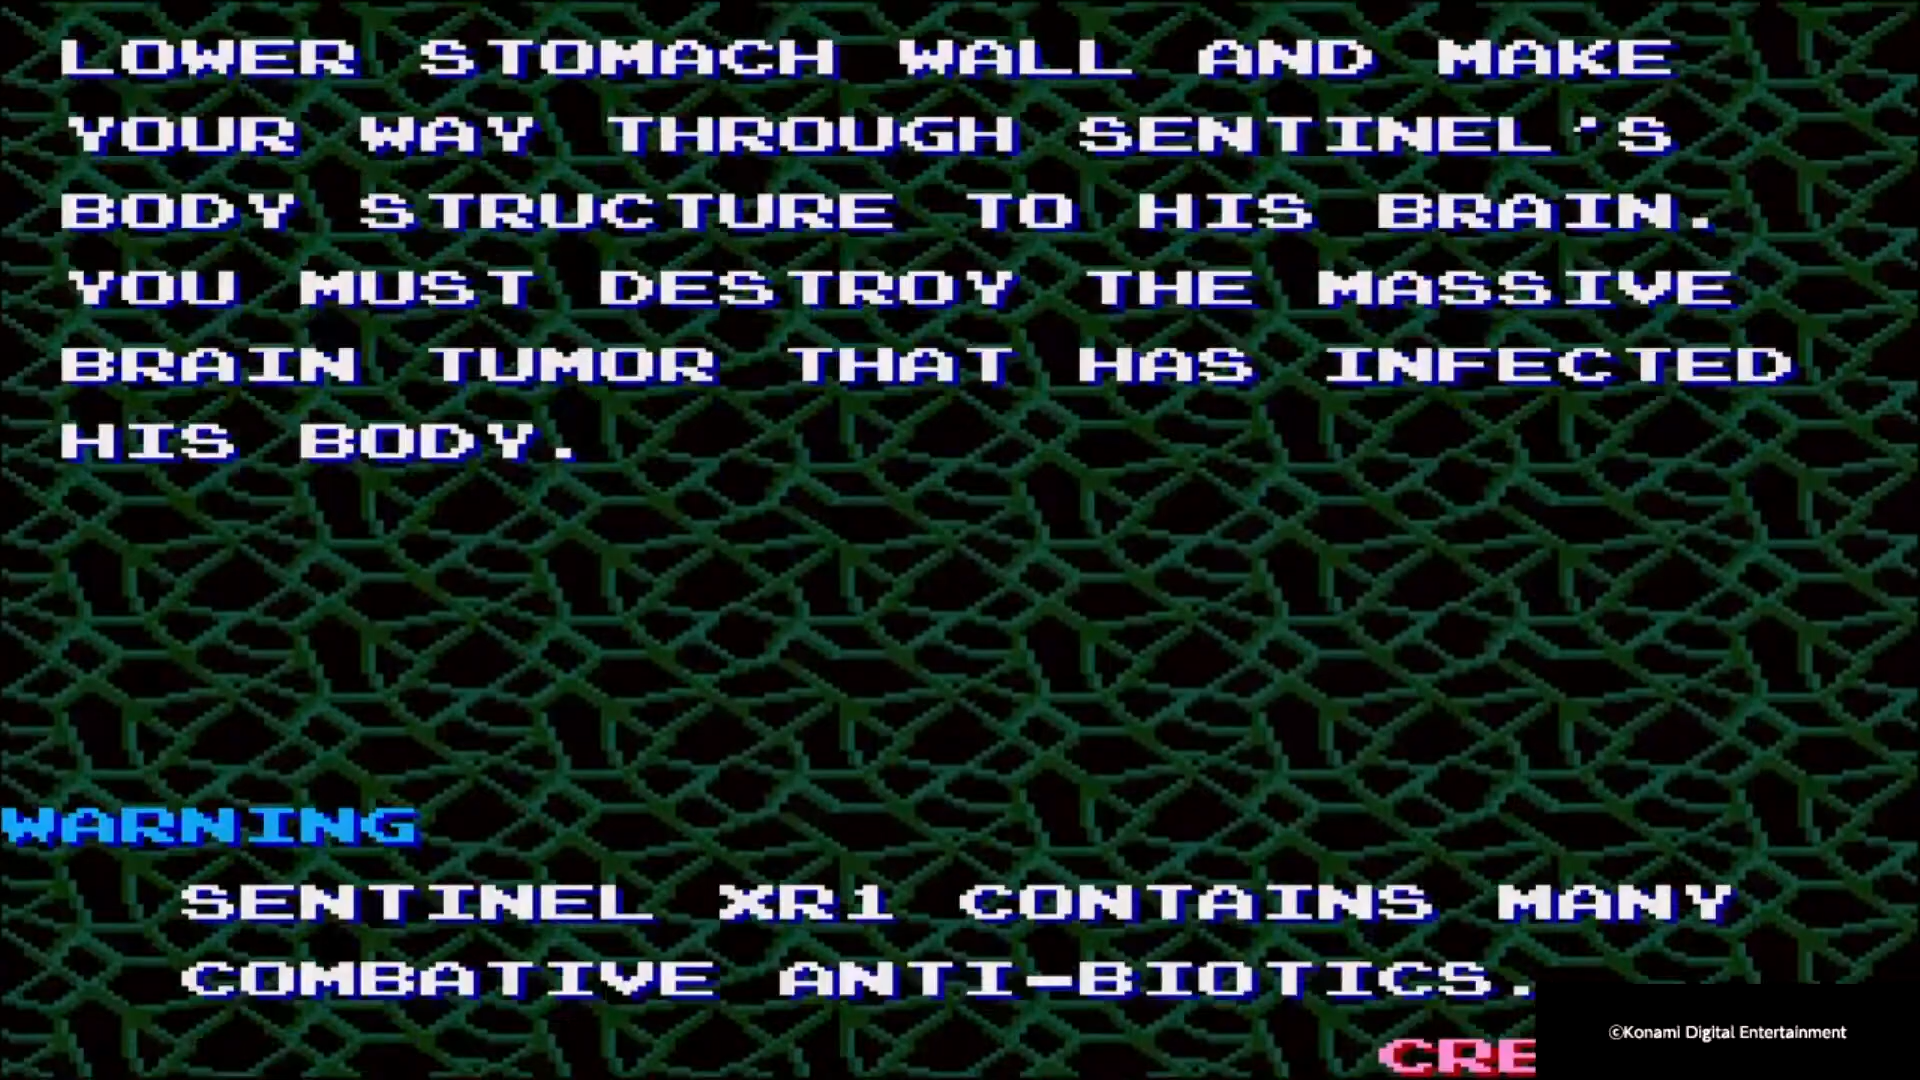 LOWER STOMACH WALL AND MAKE
YOUR WAY THROUGH SENTINEL'S
BODY STRUCTURE TO HIS BRAIN.
YOU MUST DESTROY THE MASSIVE
BRAIN TUMOR THAT HAS INFECTED
HIS BODY.
WARNING
SENTINEL XR1 CONTAINS MANY
COMBATIVE ANTI-BIOTICS.
CRE
©Konami Digital Entertainment